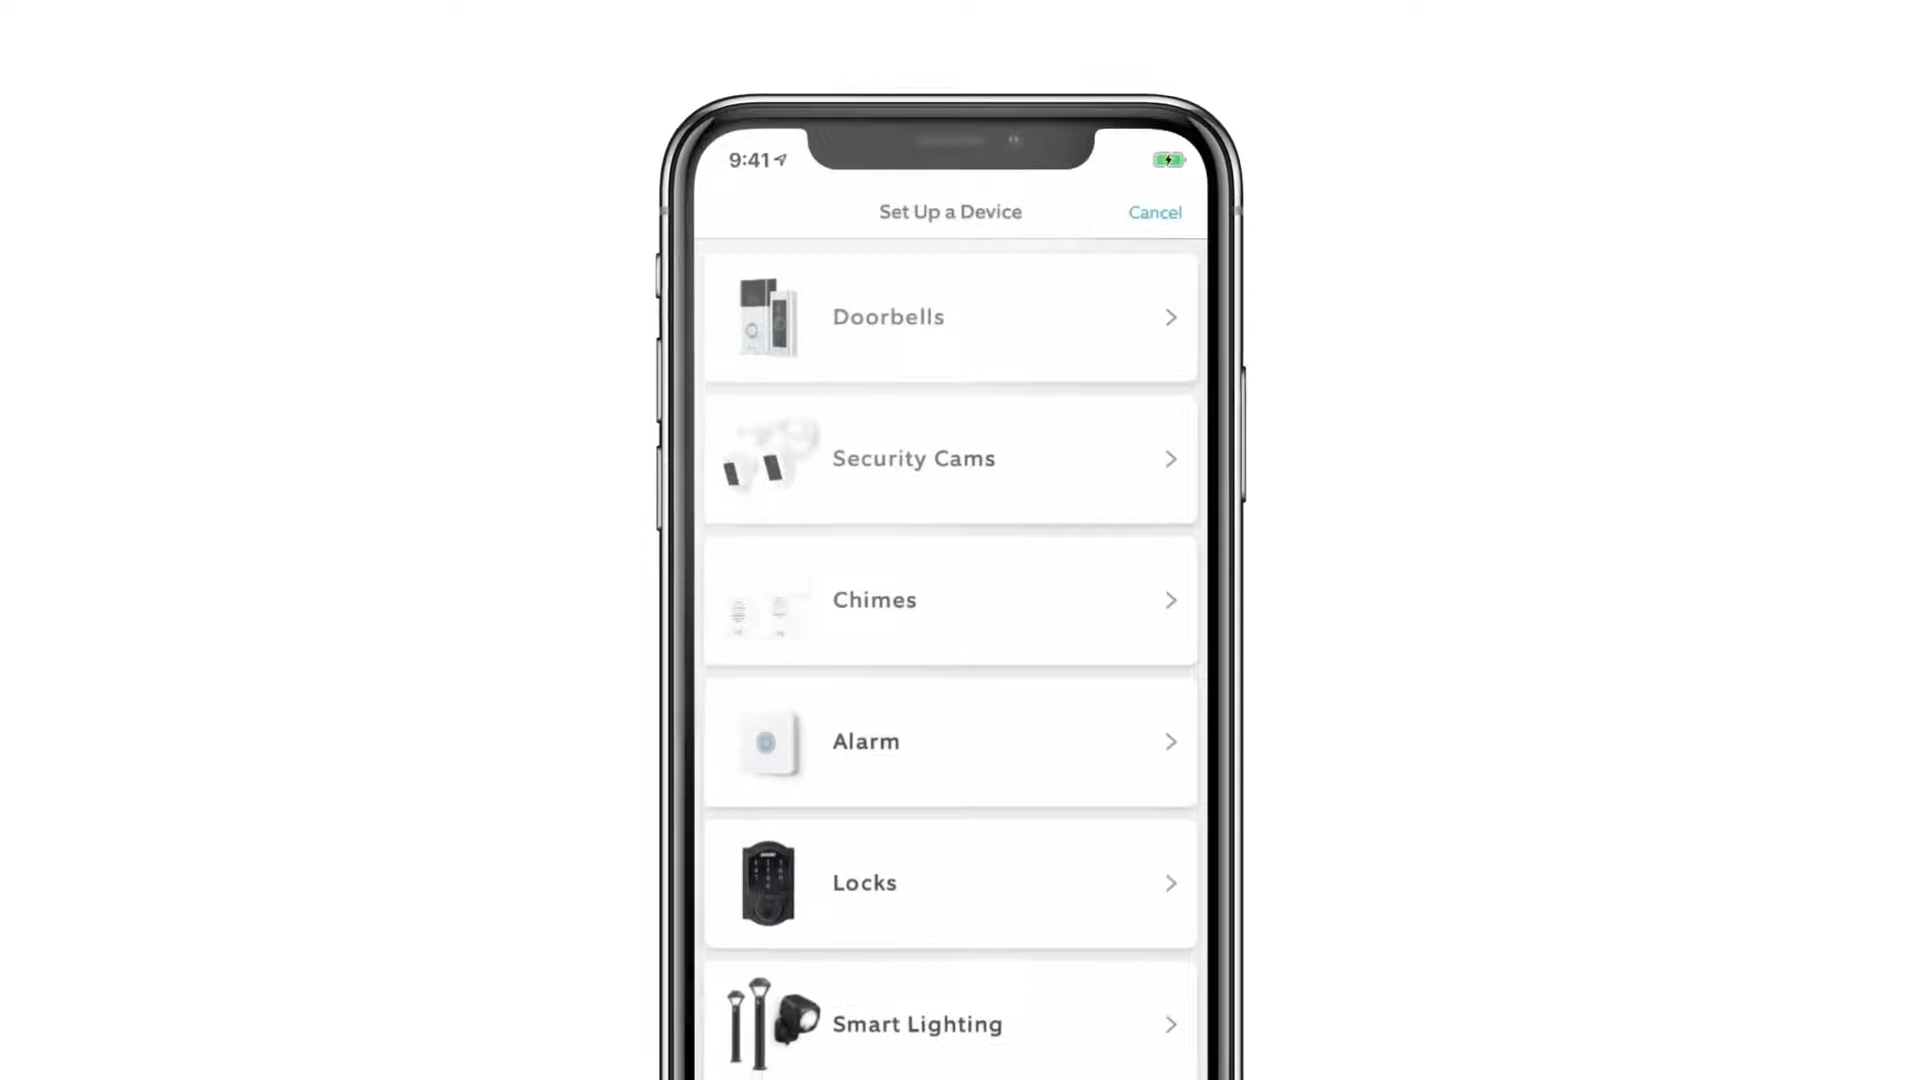 9:41
Set Up a Device
Cancel
Doorbells
Security Cams
Chimes
Alarm
Locks
Smart Lighting